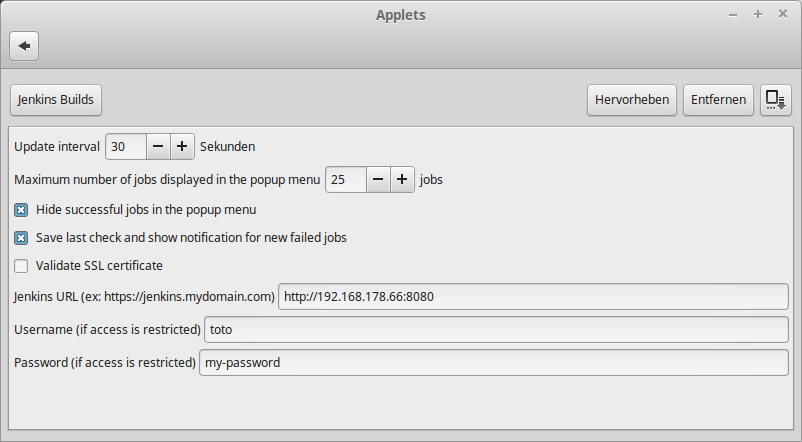 Applets
Jenkins Builds Hervorheben Entfernen
Update interval 30 Sekunden
Maximum number of jobs displayed in the popup menu 25 jobs
Hide successful jobs in the popup menu
Save last check and show notification for new failed jobs
Validate SSL certificate
Jenkins URL (ex: https://jenkins.mydomain.com) http://192.168.178.66:8080
Username (if access is restricted) toto
Password (if access is restricted) my-password